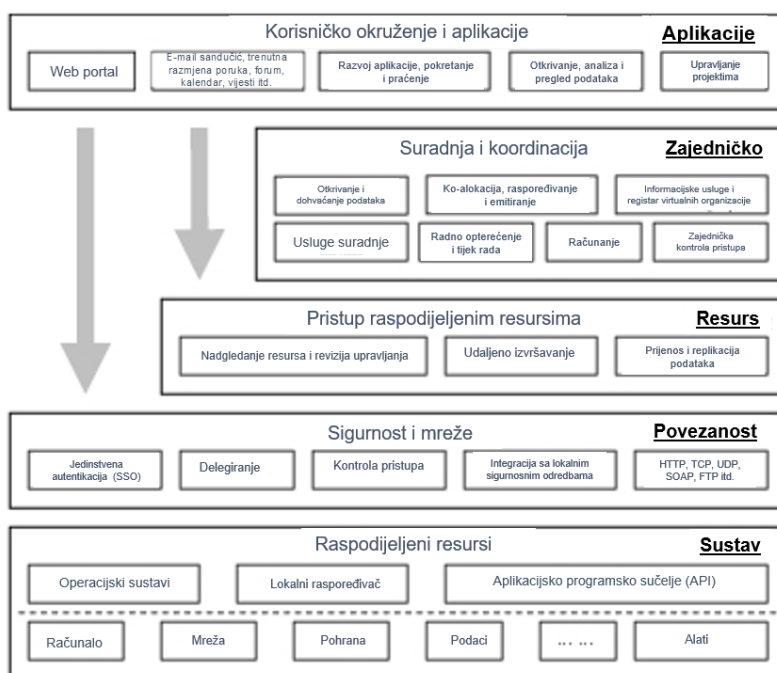 Korisničko okruženje i aplikacije
Aplikacije
Web portal
E-mail sandučić, trenutna
razmjena poruka, forum,
kalendar, vijesti itd.
Razvoj aplikacije, pokretanje
i praćenje
Otkrivanje, analiza i
pregled podataka
Upravljanje
projektima
Suradnja i koordinacija
Zajedničko
Otkrivanje i
dohvaćanje podataka
Ko-alokacija, raspoređivanje
i emitiranje
Informacijske usluge i
registar virtualnih organizacije
Usluge suradnje
Radno opterećene
i tijek rada
Računanje
Zajednička
kontrola pristupa
Pristup raspodijeljenim resursima
Resurs
Nadgledanje resursa i revizija upravljanja
Udaljeno izvršavanje
Prijenos i replikacija
podataka
Sigurnost i mreže
Povezanost
Jedinstvena
autentikacija (SSO)
Delegiranje
Kontrola pristupa
Integracija sa lokalnim
sigurnosnim odredbama
HTTP, TCP, UDP,
SOAP, FTP itd.
Raspodijeljeni resursi
Sustav
Operacijski sustavi
Lokalni raspoređivač
Aplikacijsko programsko sučelje (API)
Računalo
Mreža
Pohrana
Podaci
... ...
Alati